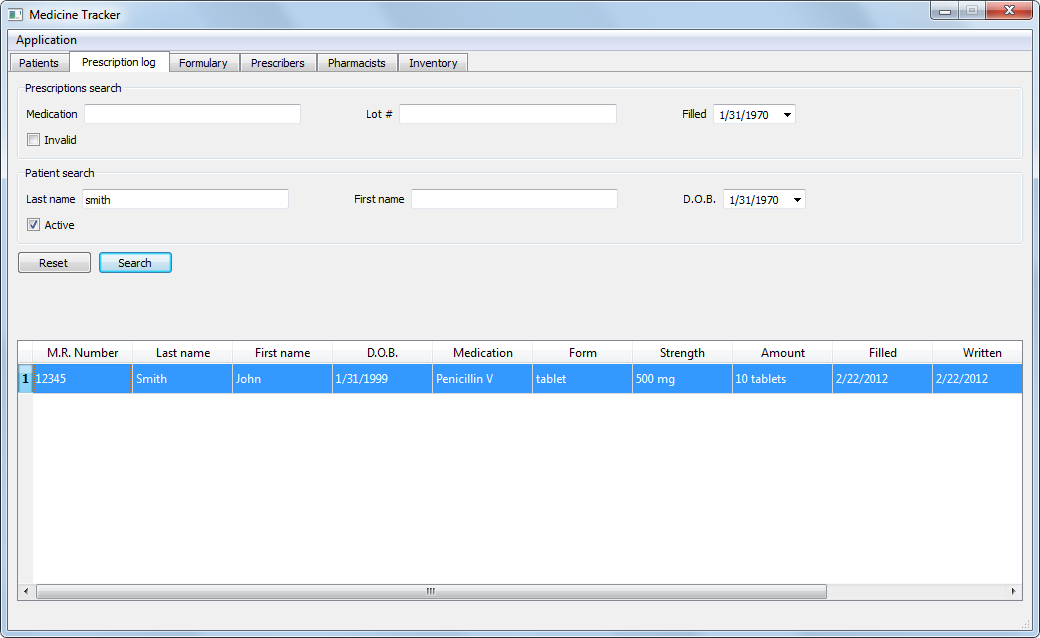 Medicine Tracker
Application
Patients Prescription log Formulary Prescribers Pharmacists Inventory
Prescriptions search
Medication Lot # Filled 1/31/1970
Invalid
Patient search
Last name smith First name D.O.B. 1/31/1970
Active
Reset Search
M.R. Number Last name First name D.O.B. Medication Form Strength Amount Filled Written
1 12345 Smith John 1/31/1999 Penicillin V tablet 500 mg 10 tablets 2/22/2012 2/22/2012